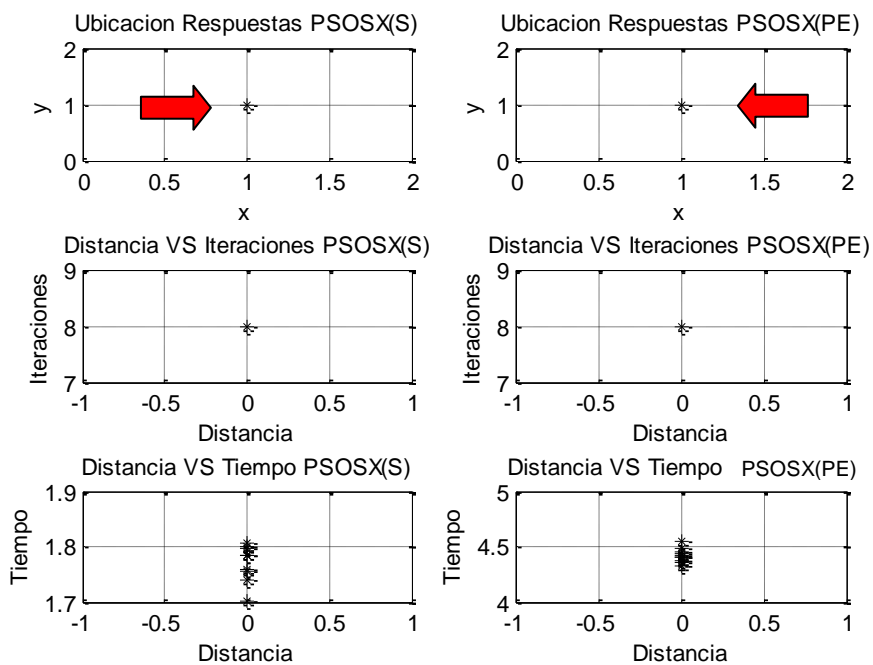 Ubicacion Respuestas PSOSX(S)
2
1
0
y
0 0.5 1 1.5 2
x
Ubicacion Respuestas PSOSX(PE)
2
1
0
y
0 0.5 1 1.5 2
x
Distancia VS Iteraciones PSOSX(S)
9
8
7
Iteraciones
-1 -0.5 0 0.5 1
Distancia
Distancia VS Iteraciones PSOSX(PE)
9
8
7
Iteraciones
-1 -0.5 0 0.5 1
Distancia
Distancia VS Tiempo PSOSX(S)
1.9
1.8
1.7
Tiempo
-1 -0.5 0 0.5 1
Distancia
Distancia VS Tiempo PSOSX(PE)
5
4.5
4
Tiempo
-1 -0.5 0 0.5 1
Distancia